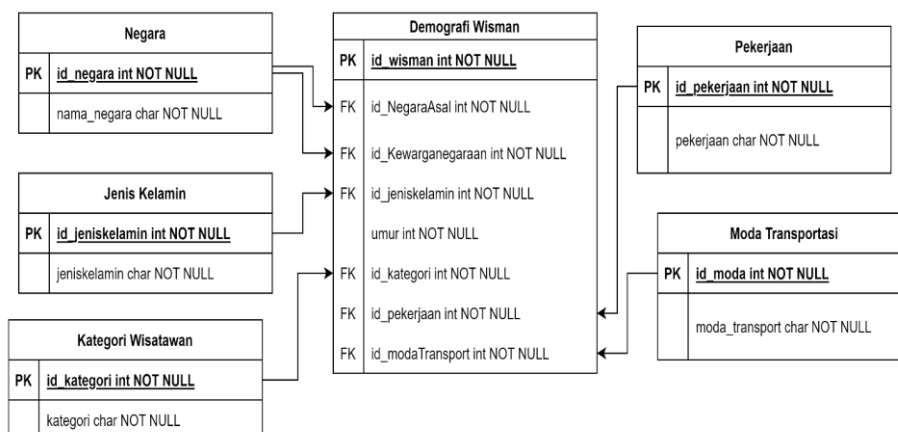 Negara
PK id_negara int NOT NULL
nama_negara char NOT NULL
Jenis Kelamin
PK id_jeniskelamin int NOT NULL
jeniskelamin char NOT NULL
Kategori Wisatawan
PK id_kategori int NOT NULL
kategori char NOT NULL
Demografi Wisman
PK id_wisman int NOT NULL
FK id_NegaraAsal int NOT NULL
FK id_Kewarganegaraan int NOT NULL
FK id_jeniskelamin int NOT NULL
umur int NOT NULL
FK id_kategori int NOT NULL
FK id_pekerjaan int NOT NULL
FK id_modaTransport int NOT NULL
Pekerjaan
PK id_pekerjaan int NOT NULL
pekerjaan char NOT NULL
Moda Transportasi
PK id_moda int NOT NULL
moda_transport char NOT NULL